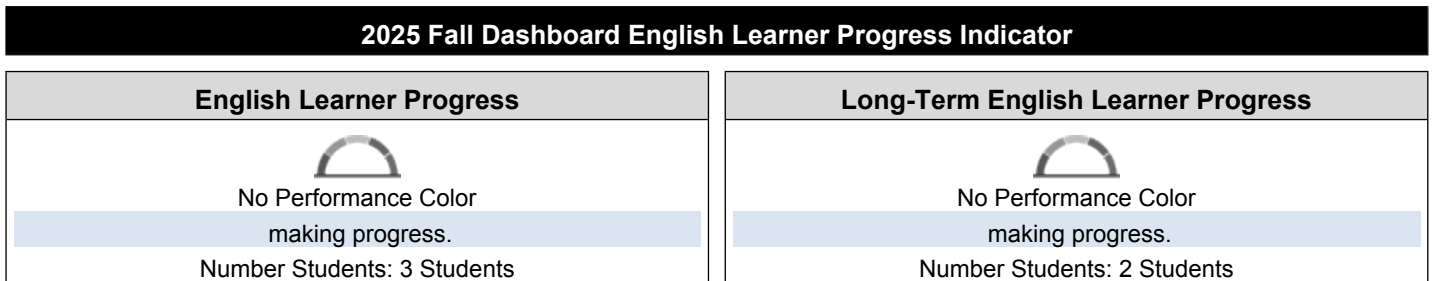 2025 Fall Dashboard English Learner Progress Indicator
English Learner Progress
No Performance Color
making progress.
Number Students: 3 Students
Long-Term English Learner Progress
No Performance Color
making progress.
Number Students: 2 Students